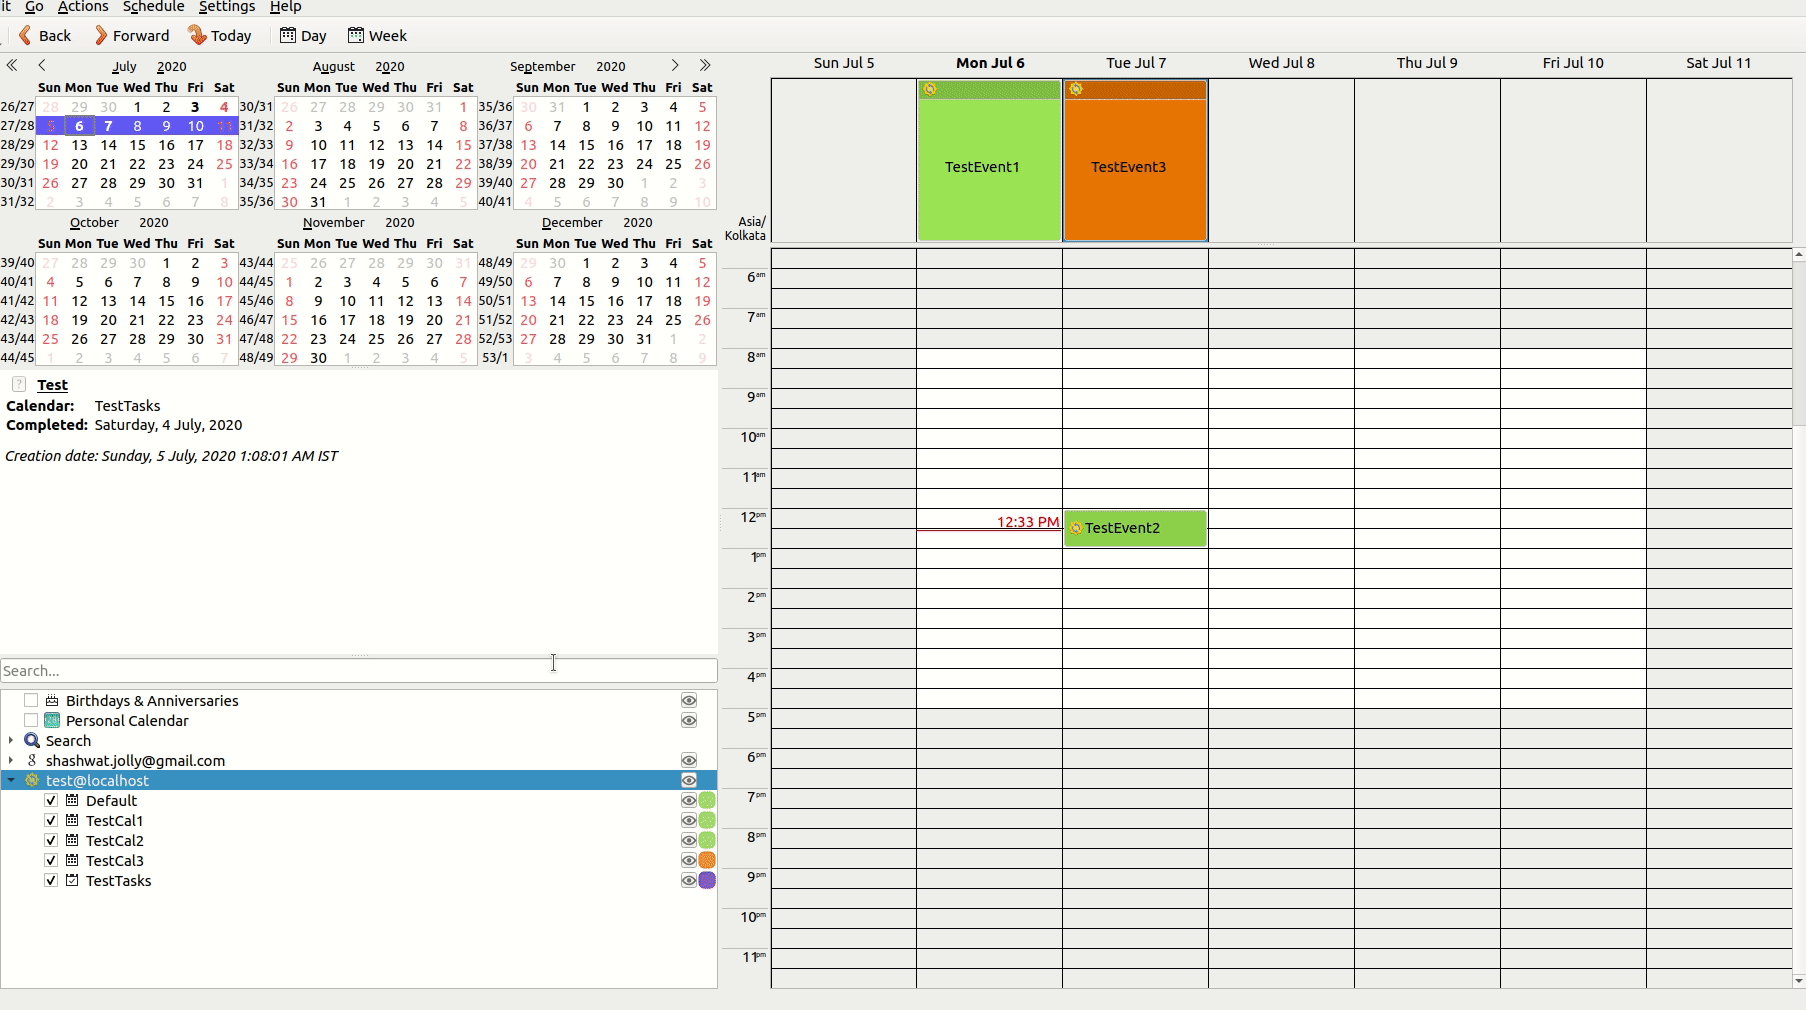 it Go Actions Schedule Settings Help
Back Forward Today Day Week
July 2020
Sun Mon Tue Wed Thu Fri Sat
26/27 28 29 30 1 2 3 4
27/28 5 6 7 8 9 10 11
28/29 12 13 14 15 16 17 18
29/30 19 20 21 22 23 24 25
30/31 26 27 28 29 30 31 1
31/32 2 3 4 5 6 7 8
August 2020
Sun Mon Tue Wed Thu Fri Sat
30/31 26 27 28 29 30 31 1
31/32 2 3 4 5 6 7 8
32/33 9 10 11 12 13 14 15
33/34 16 17 18 19 20 21 22
34/35 23 24 25 26 27 28 29
35/36 30 31 1 2 3 4 5
September 2020
Sun Mon Tue Wed Thu Fri Sat
35/36 30 31 1 2 3 4 5
36/37 6 7 8 9 10 11 12
37/38 13 14 15 16 17 18 19
38/39 20 21 22 23 24 25 26
39/40 27 28 29 30 1 2 3
40/41 4 5 6 7 8 9 10
October 2020
Sun Mon Tue Wed Thu Fri Sat
39/40 27 28 29 30 1 2 3
40/41 4 5 6 7 8 9 10
41/42 11 12 13 14 15 16 17
42/43 18 19 20 21 22 23 24
43/44 25 26 27 28 29 30 31
44/45 1 2 3 4 5 6 7
November 2020
Sun Mon Tue Wed Thu Fri Sat
43/44 25 26 27 28 29 30 31
44/45 1 2 3 4 5 6 7
45/46 8 9 10 11 12 13 14
46/47 15 16 17 18 19 20 21
47/48 22 23 24 25 26 27 28
48/49 29 30 1 2 3 4 5
December 2020
Sun Mon Tue Wed Thu Fri Sat
48/49 29 30 1 2 3 4 5
49/50 6 7 8 9 10 11 12
50/51 13 14 15 16 17 18 19
51/52 20 21 22 23 24 25 26
52/53 27 28 29 30 31 1 2
53/1 3 4 5 6 7 8 9
? Test
Calendar: TestTasks
Completed: Saturday, 4 July, 2020
Creation date: Sunday, 5 July, 2020 1:08:01 AM IST
Search...
Birthdays & Anniversaries
Personal Calendar
Search
shashwat.jolly@gmail.com
test@localhost
Default
TestCal1
TestCal2
TestCal3
TestTasks
Sun Jul 5 Mon Jul 6 Tue Jul 7 Wed Jul 8 Thu Jul 9 Fri Jul 10 Sat Jul 11
TestEvent1 TestEvent3
Asia/
Kolkata
6am
7am
8am
9am
10am
11am
12pm
12:33 PM TestEvent2
1pm
2pm
3pm
4pm
5pm
6pm
7pm
8pm
9pm
10pm
11pm